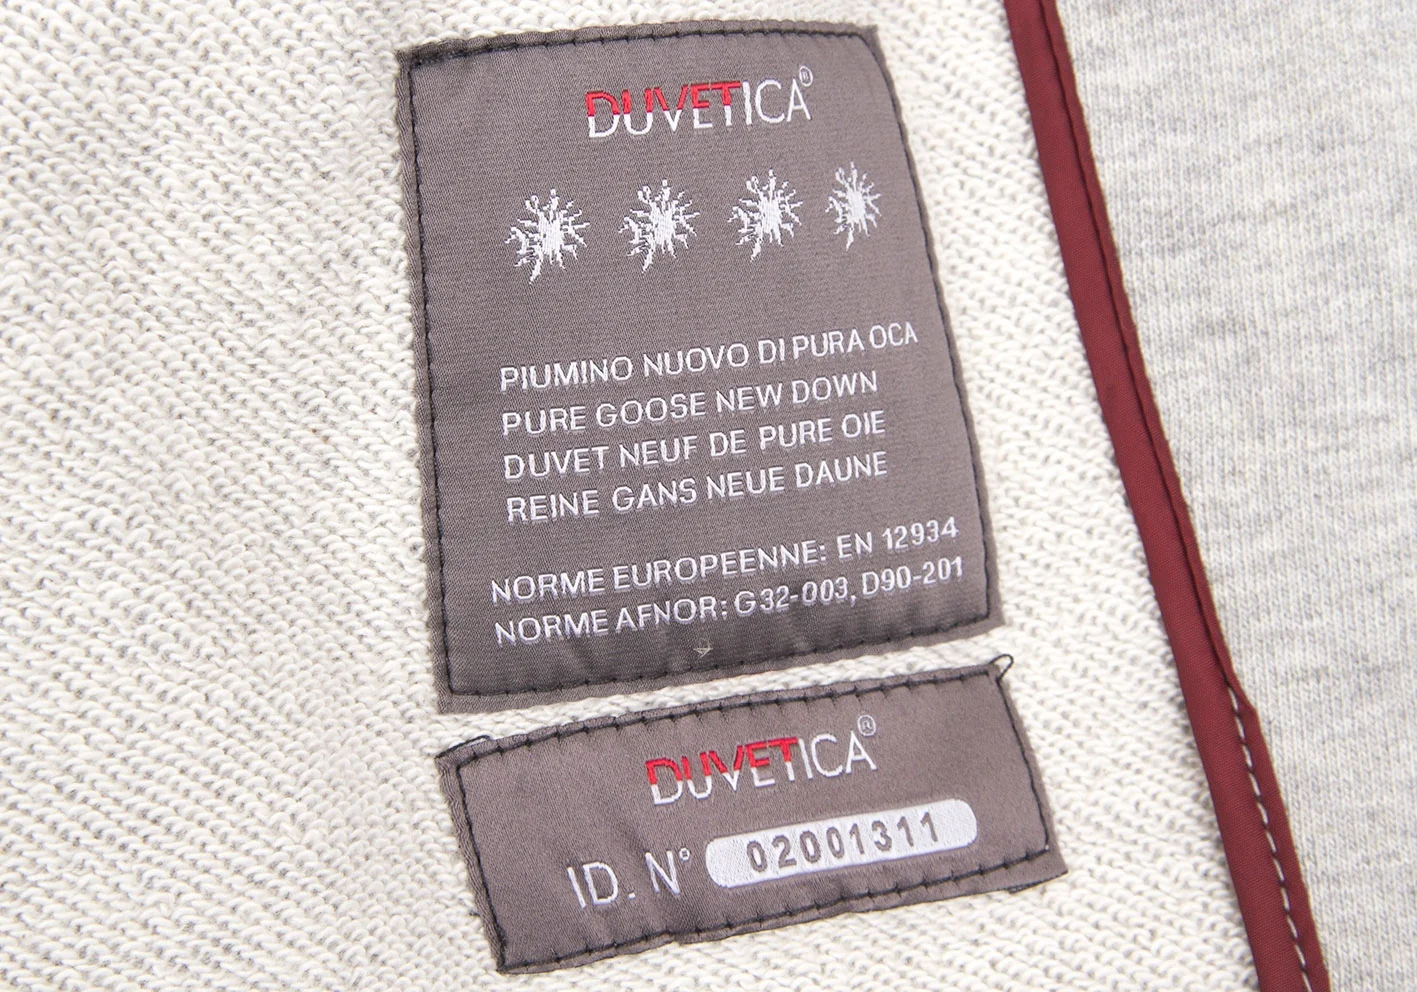 DUVETICA®
PIUMINO NUOVO DI PURA OCA
PURE GOOSE NEW DOWN
DUVET NEUF DE PURE OIE
REINE GANS NEUE DAUNE
NORME EUROPEENNE: EN 12934
NORME AFNOR: G32-003, D90-201
DUVETICA®
ID. N° 02001311